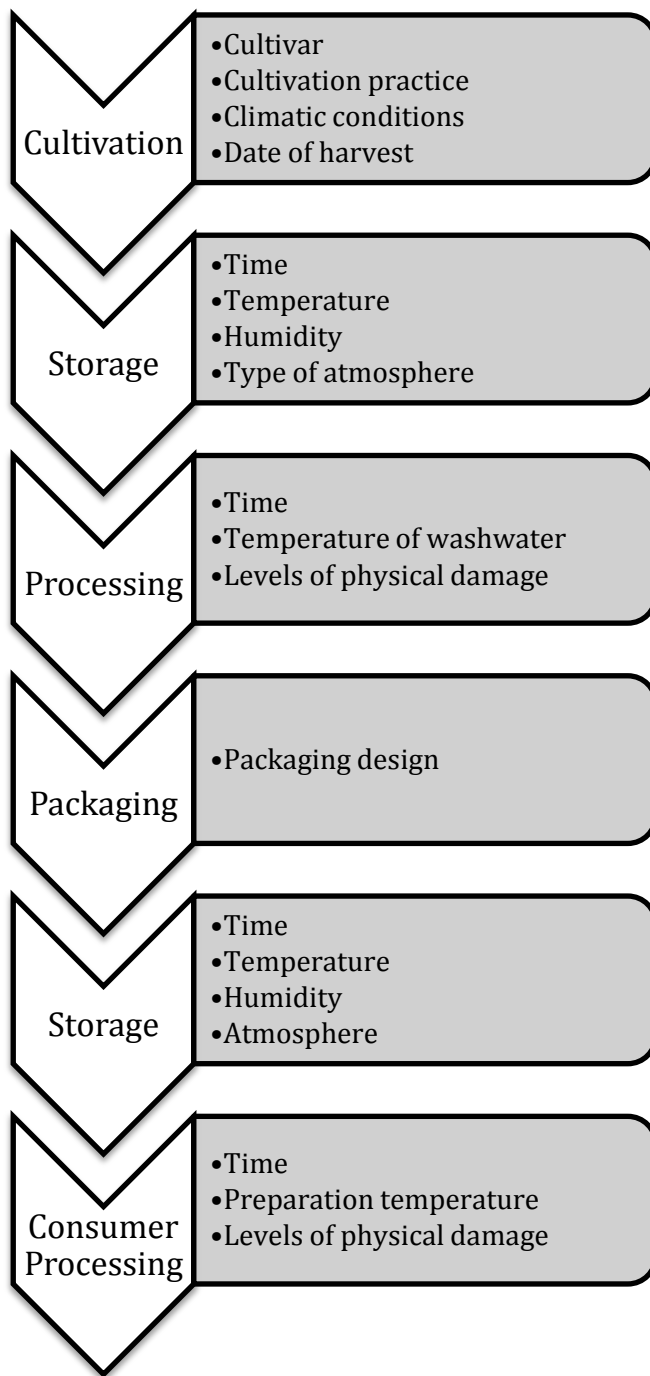 Cultivation
•Cultivar
•Cultivation practice
•Climatic conditions
•Date of harvest
Storage
•Time
•Temperature
•Humidity
•Type of atmosphere
Processing
•Time
•Temperature of washwater
•Levels of physical damage
Packaging
•Packaging design
Storage
•Time
•Temperature
•Humidity
•Atmosphere
Consumer
Processing
•Time
•Preparation temperature
•Levels of physical damage